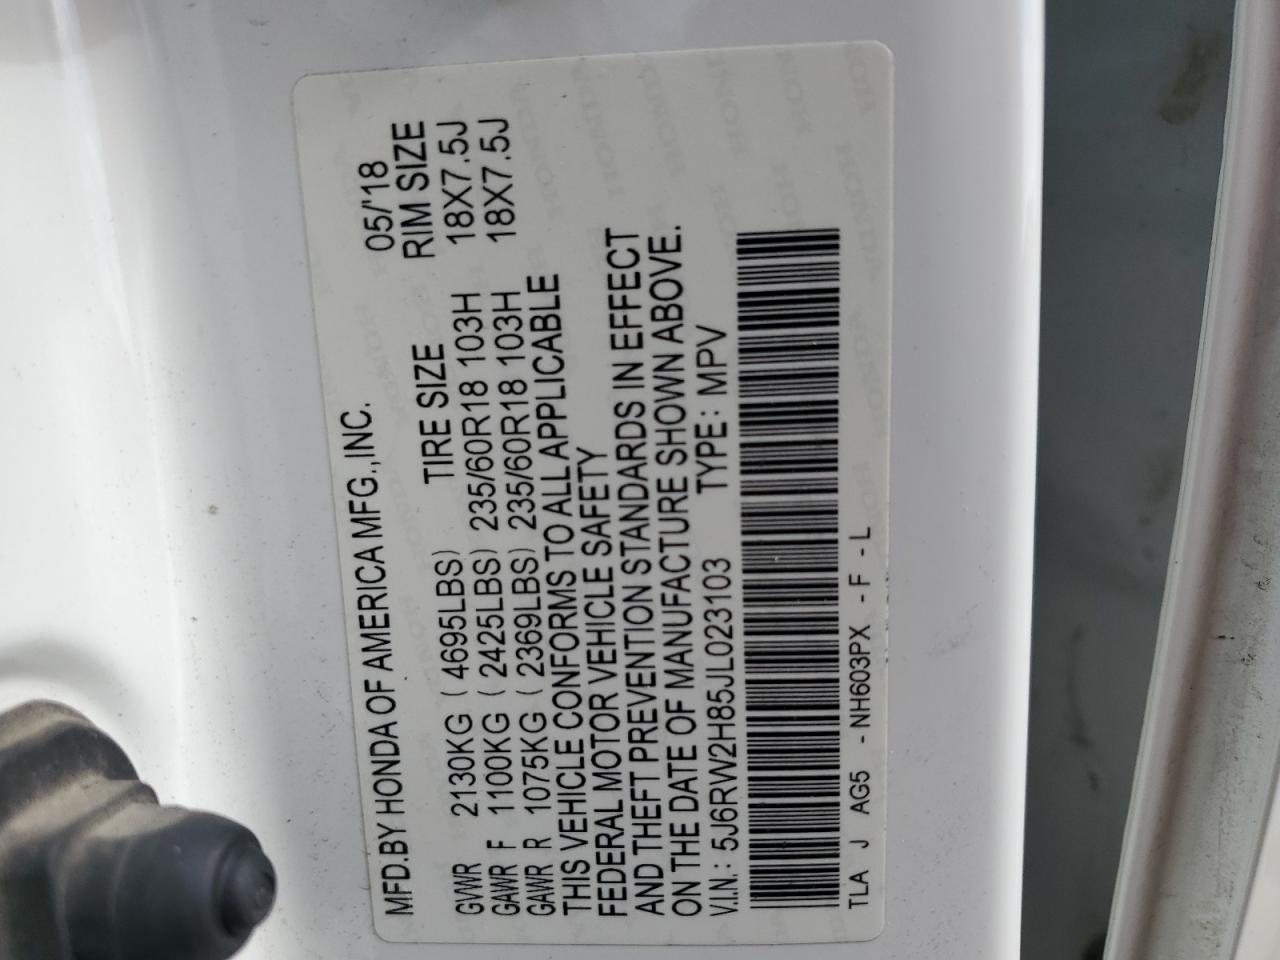 MFD.BY HONDA OF AMERICA MFG.,INC. 05/'18
TIRE SIZE RIM SIZE
GVWR 2130KG ( 4695LBS)
GAWR F 1100KG ( 2425LBS) 235/60R18 103H 18X7.5J
GAWR R 1075KG ( 2369LBS) 235/60R18 103H 18X7.5J
THIS VEHICLE CONFORMS TO ALL APPLICABLE
FEDERAL MOTOR VEHICLE SAFETY
AND THEFT PREVENTION STANDARDS IN EFFECT
ON THE DATE OF MANUFACTURE SHOWN ABOVE.
V.I.N.: 5J6RW2H85JL023103 TYPE: MPV
TLA J AG5 - NH603PX - F - L